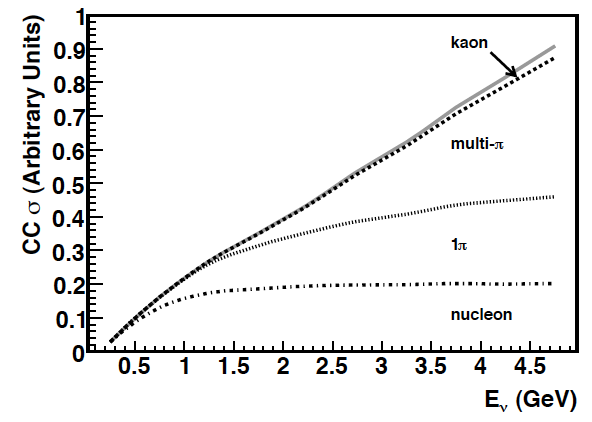 CC σ (Arbitrary Units)
1
0.9
0.8
0.7
0.6
0.5
0.4
0.3
0.2
0.1
0
kaon
multi-π
1π
nucleon
0.5 1 1.5 2 2.5 3 3.5 4 4.5
Eν (GeV)